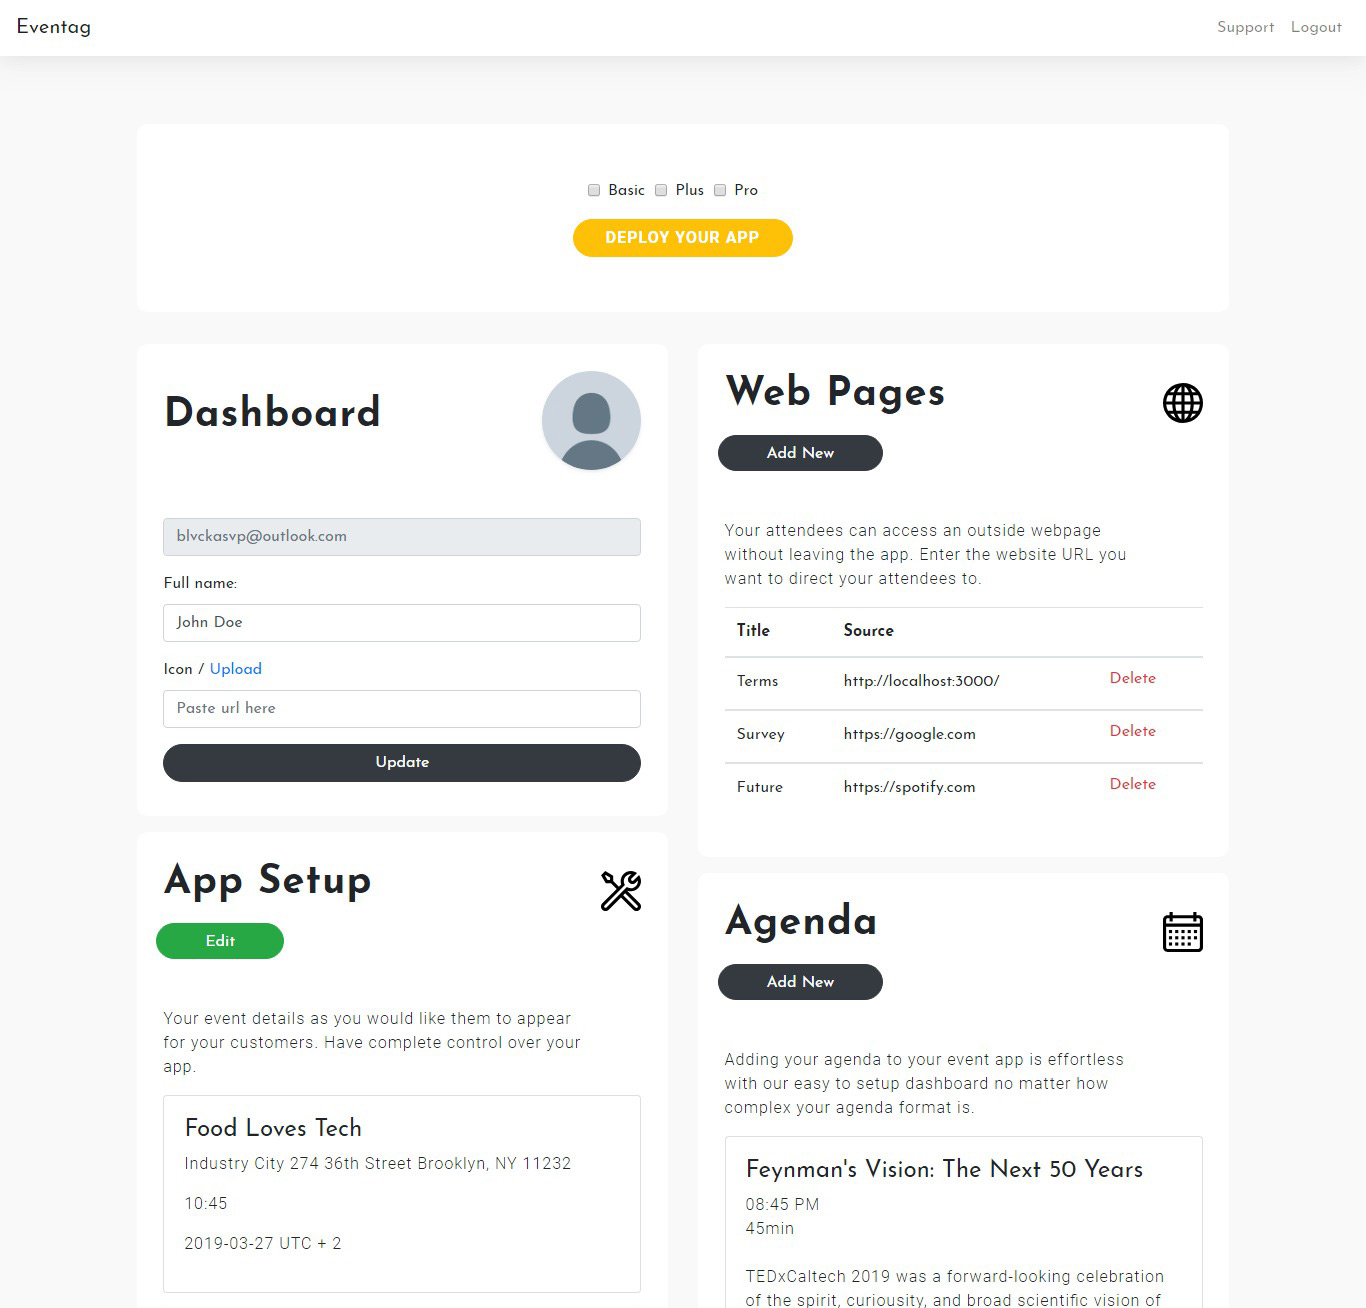 Eventag
Support Logout
Basic Plus Pro
DEPLOY YOUR APP
Dashboard
blvckasvp@outlook.com
Full name:
John Doe
Icon / Upload
Paste url here
Update
App Setup
Edit
Your event details as you would like them to appear
for your customers. Have complete control over your
app.
Food Loves Tech
Industry City 274 36th Street Brooklyn, NY 11232
10:45
2019-03-27 UTC + 2
Web Pages
Add New
Your attendees can access an outside webpage
without leaving the app. Enter the website URL you
want to direct your attendees to.
Title Source
Terms http://localhost:3000/ Delete
Survey https://google.com Delete
Future https://spotify.com Delete
Agenda
Add New
Adding your agenda to your event app is effortless
with our easy to setup dashboard no matter how
complex your agenda format is.
Feynman's Vision: The Next 50 Years
08:45 PM
45min
TEDxCaltech 2019 was a forward-looking celebration
of the spirit, curiousity, and broad scientific vision of